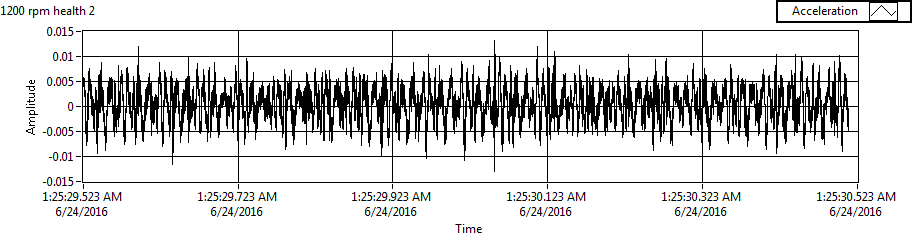 1200 rpm health 2
Acceleration
0.015
0.01
0.005
0
-0.005
-0.01
-0.015
Amplitude
1:25:29.523 AM 1:25:29.723 AM 1:25:29.923 AM 1:25:30.123 AM 1:25:30.323 AM 1:25:30.523 AM
6/24/2016 6/24/2016 6/24/2016 6/24/2016 6/24/2016 6/24/2016
Time